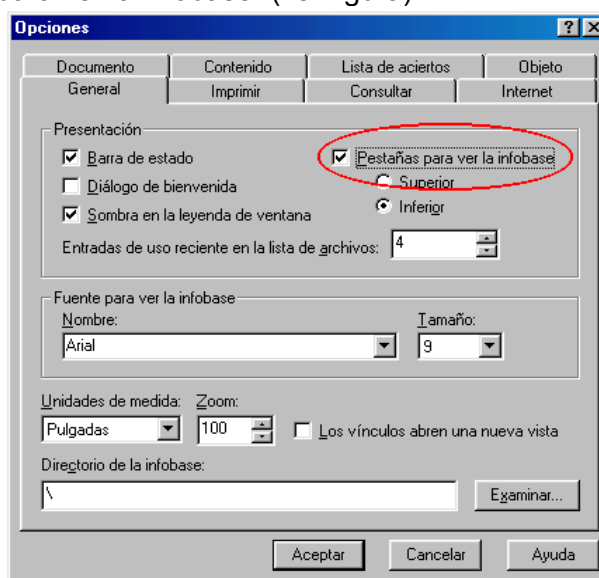 Opciones
Documento Contenido Lista de aciertos Objeto
General Imprimir Consultar Internet
Presentación
Barra de estado Pestañas para ver la infobase
Diálogo de bienvenida Superior
Sombra en la leyenda de ventana Inferior
Entradas de uso reciente en la lista de archivos: 4
Fuente para ver la infobase
Nombre: Tamaño:
Arial 9
Unidades de medida: Zoom:
Pulgadas 100 Los vínculos abren una nueva vista
Directorio de la infobase:
\ Examinar...
Aceptar Cancelar Ayuda